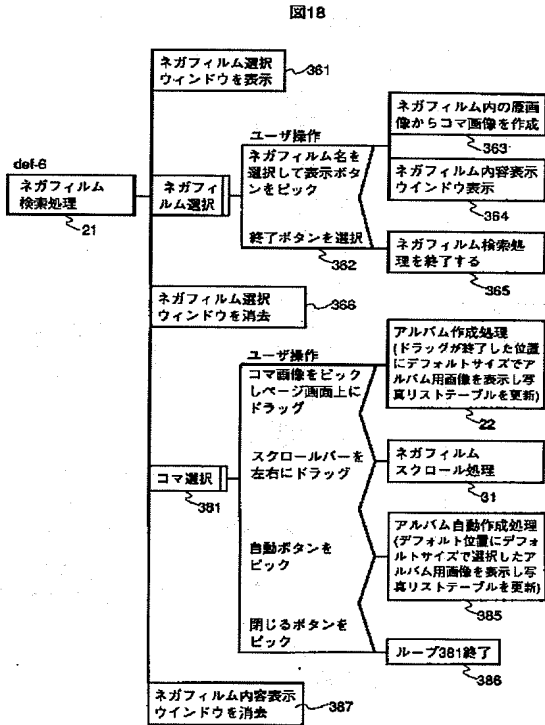 図18
ネガフィルム選択
ウィンドウを表示
361
def-6
ネガフィルム
検索処理
21
ネガフィ
ルム選択
ユーザ操作
ネガフィルム名を
選択して表示ボタ
ンをピック
終了ボタンを選択
362
ネガフィルム内の原画
像からコマ画像を作成
363
ネガフィルム内容表示
ウインドウ表示
364
ネガフィルム検索処
理を終了する
365
ネガフィルム選択
ウィンドウを消去
366
コマ選択
381
ユーザ操作
コマ画像をピック
しページ画面上に
ドラッグ
スクロールバーを
左右にドラッグ
自動ボタンを
ピック
閉じるボタンを
ピック
アルバム作成処理
(ドラッグが終了した位置
にデフォルトサイズでア
ルバム用画像を表示し写
真リストテーブルを更新)
22
ネガフィルム
スクロール処理
31
アルバム自動作成処理
(デフォルト位置にデフォ
ルトサイズで選択したア
ルバム用画像を表示し写
真リストテーブルを更新)
385
ループ381終了
386
ネガフィルム内容表示
ウインドウを消去
387